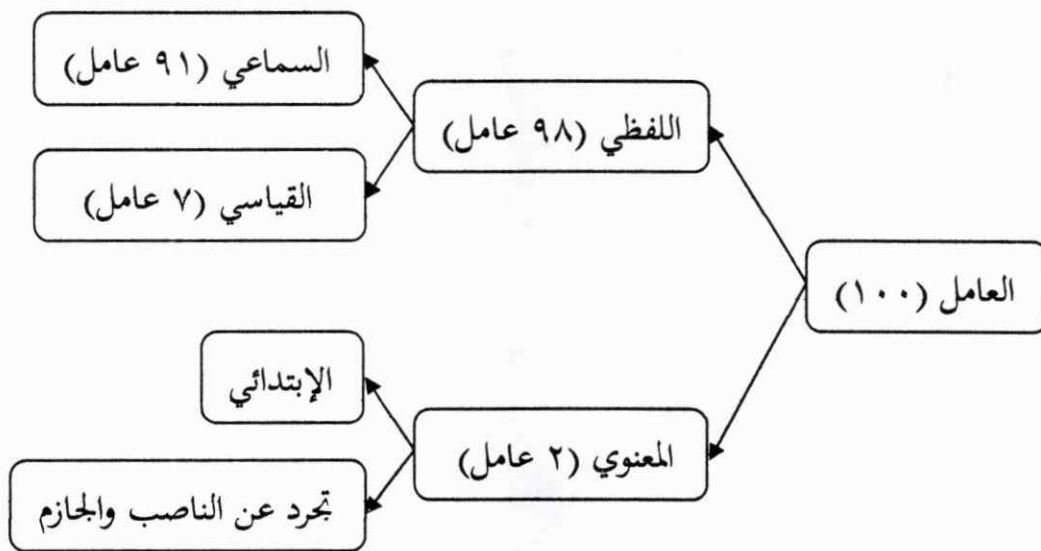 العامل (١٠٠)
اللفظي (٩٨ عامل)
السماعي (٩١ عامل)
القياسي (٧ عامل)
المعنوي (٢ عامل)
الإبتدائي
تجرد عن الناصب والجازم